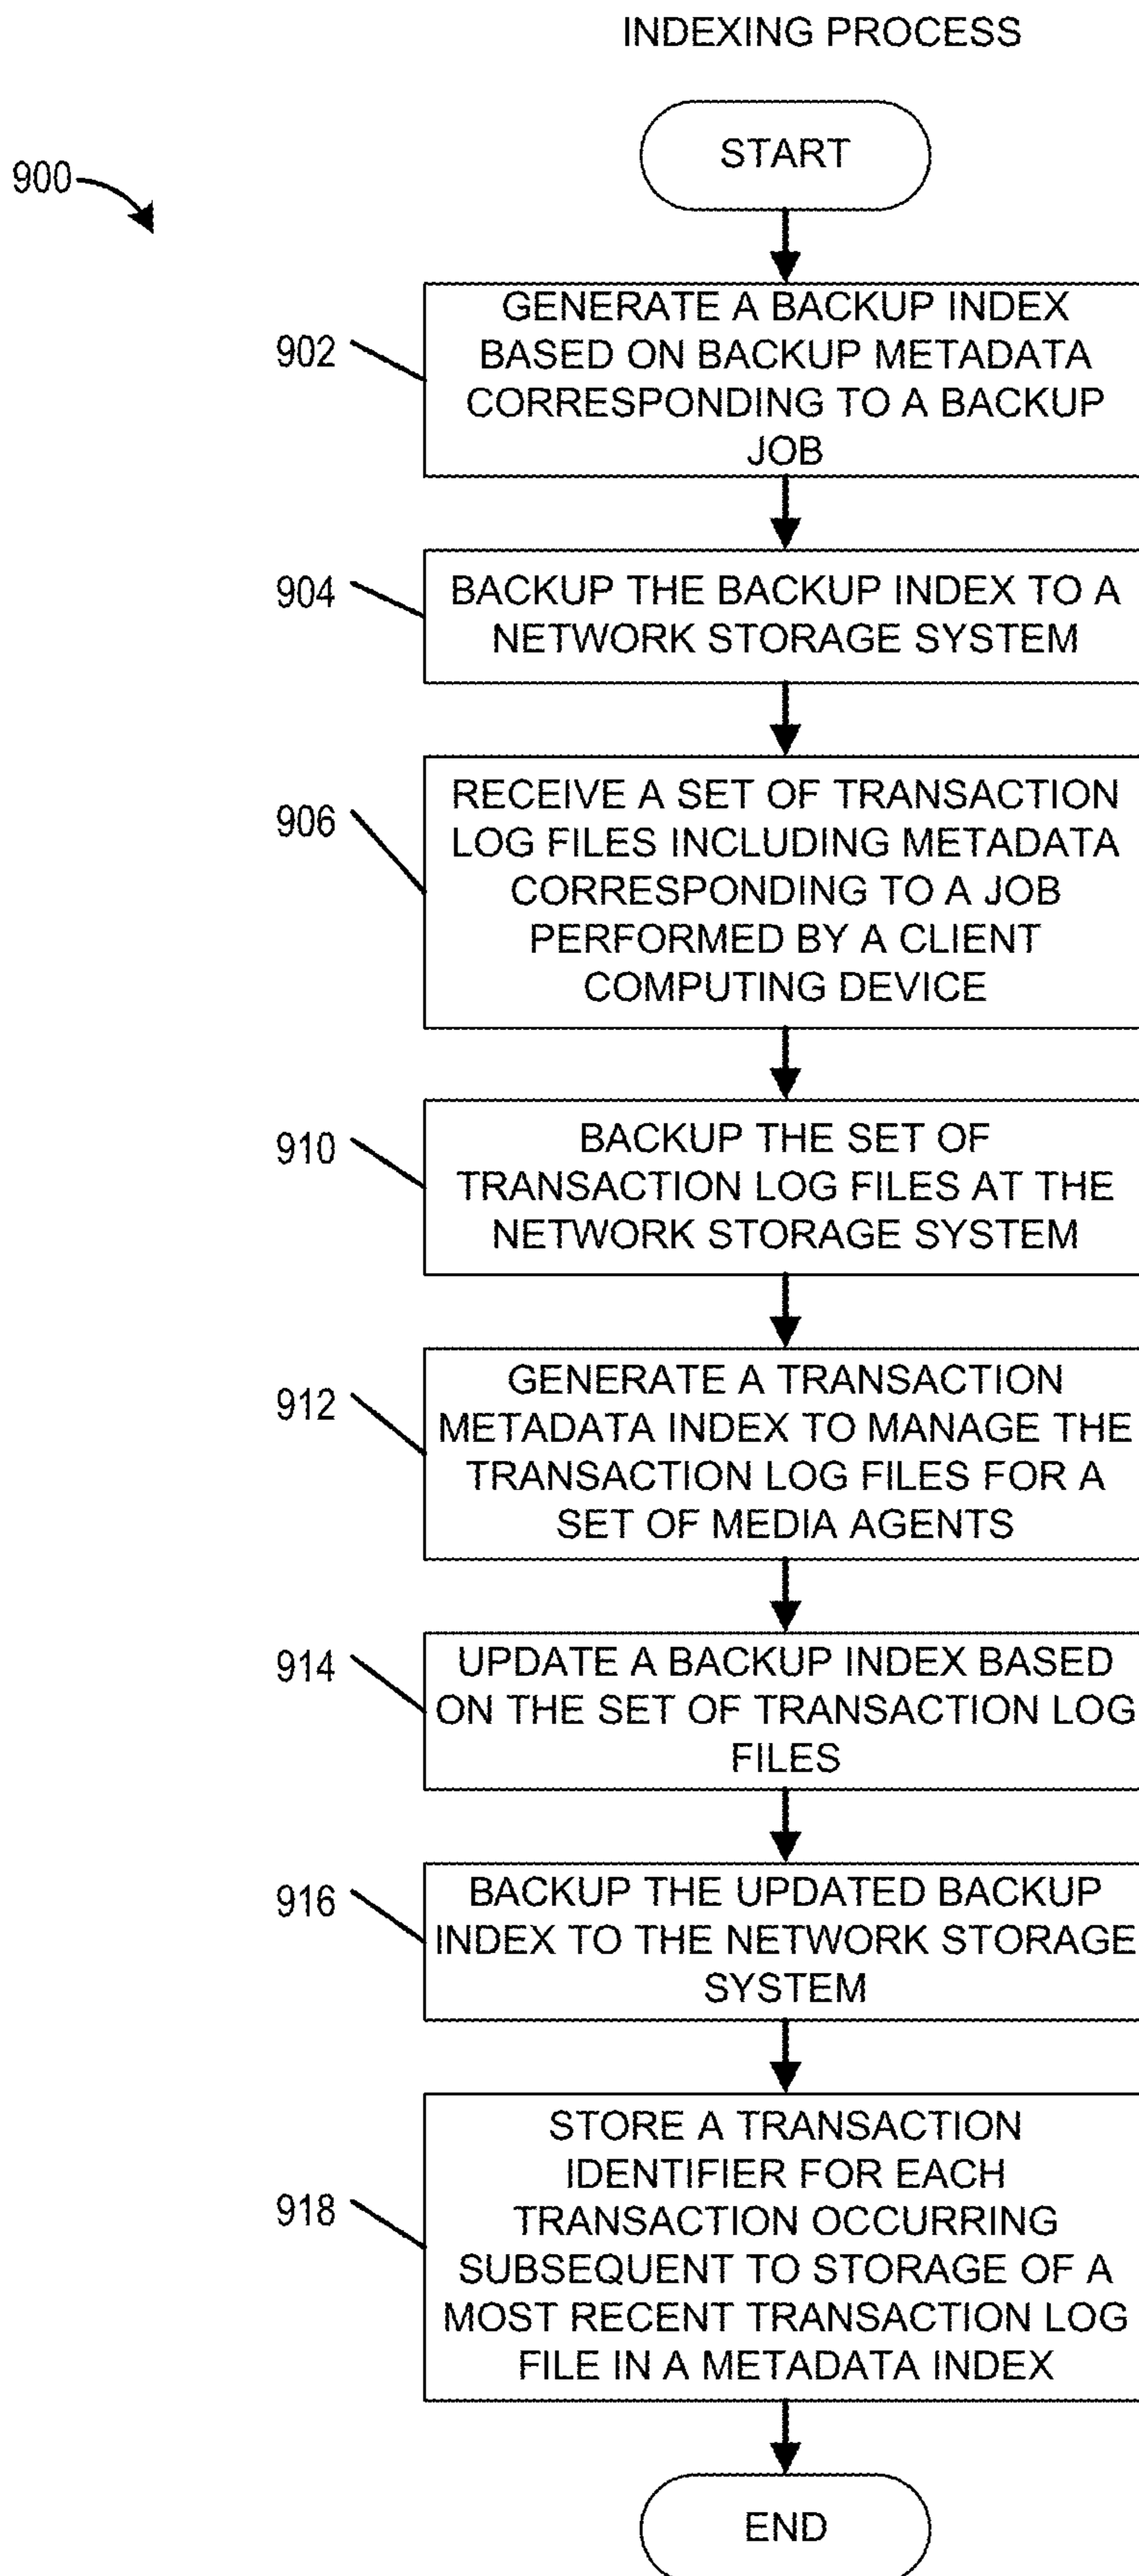 INDEXING PROCESS
START
900
GENERATE A BACKUP INDEX
BASED ON BACKUP METADATA
CORRESPONDING TO A BACKUP
JOB
902
BACKUP THE BACKUP INDEX TO A
NETWORK STORAGE SYSTEM
904
RECEIVE A SET OF TRANSACTION
LOG FILES INCLUDING METADATA
CORRESPONDING TO A JOB
PERFORMED BY A CLIENT
COMPUTING DEVICE
906
BACKUP THE SET OF
TRANSACTION LOG FILES AT THE
NETWORK STORAGE SYSTEM
910
GENERATE A TRANSACTION
METADATA INDEX TO MANAGE THE
TRANSACTION LOG FILES FOR A
SET OF MEDIA AGENTS
912
UPDATE A BACKUP INDEX BASED
ON THE SET OF TRANSACTION LOG
FILES
914
BACKUP THE UPDATED BACKUP
INDEX TO THE NETWORK STORAGE
SYSTEM
916
STORE A TRANSACTION
IDENTIFIER FOR EACH
TRANSACTION OCCURRING
SUBSEQUENT TO STORAGE OF A
MOST RECENT TRANSACTION LOG
FILE IN A METADATA INDEX
918
END